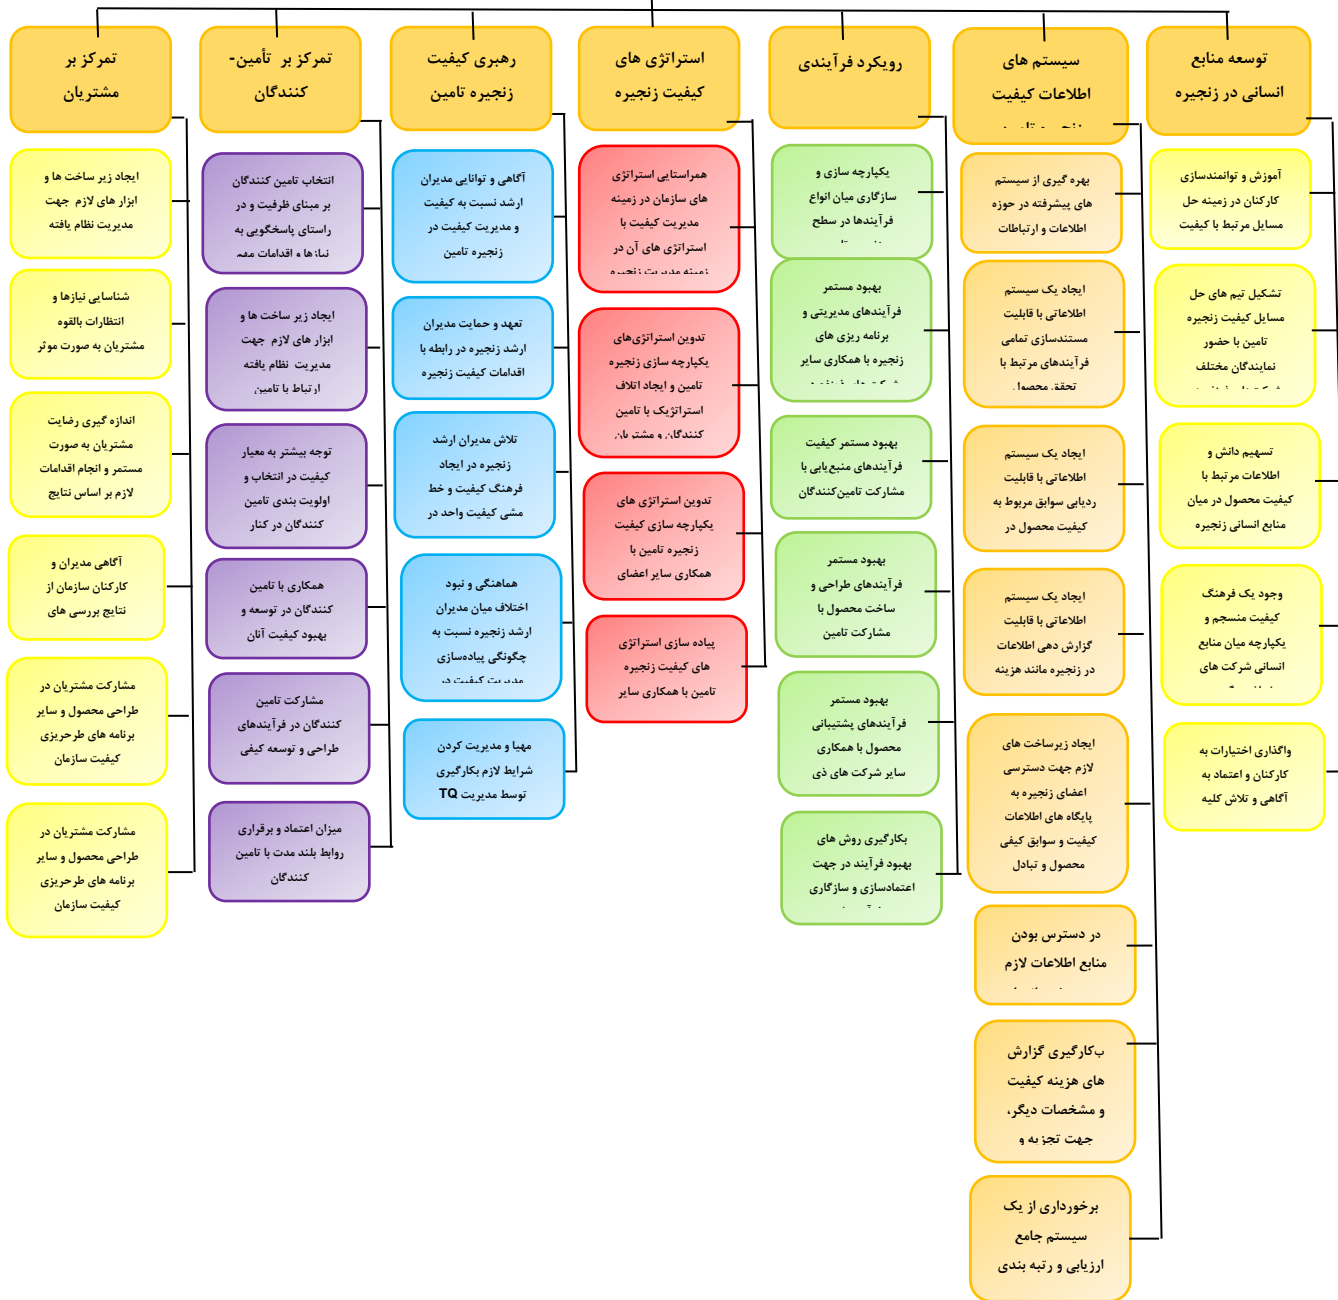 توسعه منابع
انسانی در زنجیره
آموزش و توانمندسازی
کارکنان در زمینه حل
مسایل مرتبط با کیفیت
تشکیل تیم های حل
مسایل کیفیت زنجیره
تامین با حضور
نمایندگان مختلف
تسهیم دانش و
اطلاعات مرتبط با
کیفیت محصول در میان
منابع انسانی زنجیره
وجود یک فرهنگ
کیفیت منسجم و
یکپارچه میان منابع
انسانی شرکت های
واگذاری اختیارات به
کارکنان و اعتماد به
آگاهی و تلاش کلیه
سیستم های
اطلاعات کیفیت
بهره گیری از سیستم
های پیشرفته در حوزه
اطلاعات و ارتباطات
ایجاد یک سیستم
اطلاعاتی با قابلیت
مستندسازی تمامی
فرآیندهای مرتبط با
تحقق محصول
ایجاد یک سیستم
اطلاعاتی با قابلیت
ردیابی سوابق مربوط به
کیفیت محصول در
ایجاد یک سیستم
اطلاعاتی با قابلیت
گزارش دهی اطلاعات
در زنجیره مانند هزینه
ایجاد زیرساخت های
لازم جهت دسترسی
اعضای زنجیره به
پایگاه های اطلاعات
کیفیت و سوابق کیفی
محصول و تبادل
در دسترس بودن
منابع اطلاعات لازم
بکارگیری گزارش
های هزینه کیفیت
و مشخصات دیگر،
جهت تجزیه و
برخورداری از یک
سیستم جامع
ارزیابی و رتبه بندی
رویکرد فرآیندی
یکپارچه سازی و
سازگاری میان انواع
فرآیندها در سطح
بهبود مستمر
فرآیندهای مدیریتی و
برنامه ریزی های
زنجیره با همکاری سایر
بهبود مستمر کیفیت
فرآیندهای منبع‌یابی با
مشارکت تامین‌کنندگان
بهبود مستمر
فرآیندهای طراحی و
ساخت محصول با
مشارکت تامین
بهبود مستمر
فرآیندهای پشتیبانی
محصول با همکاری
سایر شرکت های ذی
بکارگیری روش های
بهبود فرآیند در جهت
اعتمادسازی و سازگاری
استراتژی های
کیفیت زنجیره
همراستایی استراتژی
های سازمان در زمینه
مدیریت کیفیت با
استراتژی های آن در
زمینه مدیریت زنجیره
تدوین استراتژی‌های
یکپارچه سازی زنجیره
تامین و ایجاد اتلاف
استراتژیک با تامین
کنندگان و مشتریان
تدوین استراتژی های
یکپارچه سازی کیفیت
زنجیره تامین با
همکاری سایر اعضای
پیاده سازی استراتژی
های کیفیت زنجیره
تامین با همکاری سایر
رهبری کیفیت
زنجیره تامین
آگاهی و توانایی مدیران
ارشد نسبت به کیفیت
و مدیریت کیفیت در
زنجیره تامین
تعهد و حمایت مدیران
ارشد زنجیره در رابطه با
اقدامات کیفیت زنجیره
تلاش مدیران ارشد
زنجیره در ایجاد
فرهنگ کیفیت و خط
مشی کیفیت واحد در
هماهنگی و نبود
اختلاف میان مدیران
ارشد زنجیره نسبت به
چگونگی پیاده‌سازی
مدیریت کیفیت در
مهیا و مدیریت کردن
شرایط لازم بکارگیری
توسط مدیریت TQ
تمرکز بر تأمین-
کنندگان
انتخاب تامین کنندگان
بر مبنای ظرفیت و در
راستای پاسخگویی به
نیازها و اقدامات مهم
ایجاد زیر ساخت ها و
ابزار های لازم جهت
مدیریت نظام یافته
ارتباط با تامین
توجه بیشتر به معیار
کیفیت در انتخاب و
اولویت بندی تامین
کنندگان در کنار
همکاری با تامین
کنندگان در توسعه و
بهبود کیفیت آنان
مشارکت تامین
کنندگان در فرآیندهای
طراحی و توسعه کیفی
میزان اعتماد و برقراری
روابط بلند مدت با تامین
کنندگان
تمرکز بر
مشتریان
ایجاد زیر ساخت ها و
ابزار های لازم جهت
مدیریت نظام یافته
شناسایی نیازها و
انتظارات بالقوه
مشتریان به صورت موثر
اندازه گیری رضایت
مشتریان به صورت
مستمر و انجام اقدامات
لازم بر اساس نتایج
آگاهی مدیران و
کارکنان سازمان از
نتایج بررسی های
مشارکت مشتریان در
طراحی محصول و سایر
برنامه های طرحریزی
کیفیت سازمان
مشارکت مشتریان در
طراحی محصول و سایر
برنامه های طرحریزی
کیفیت سازمان